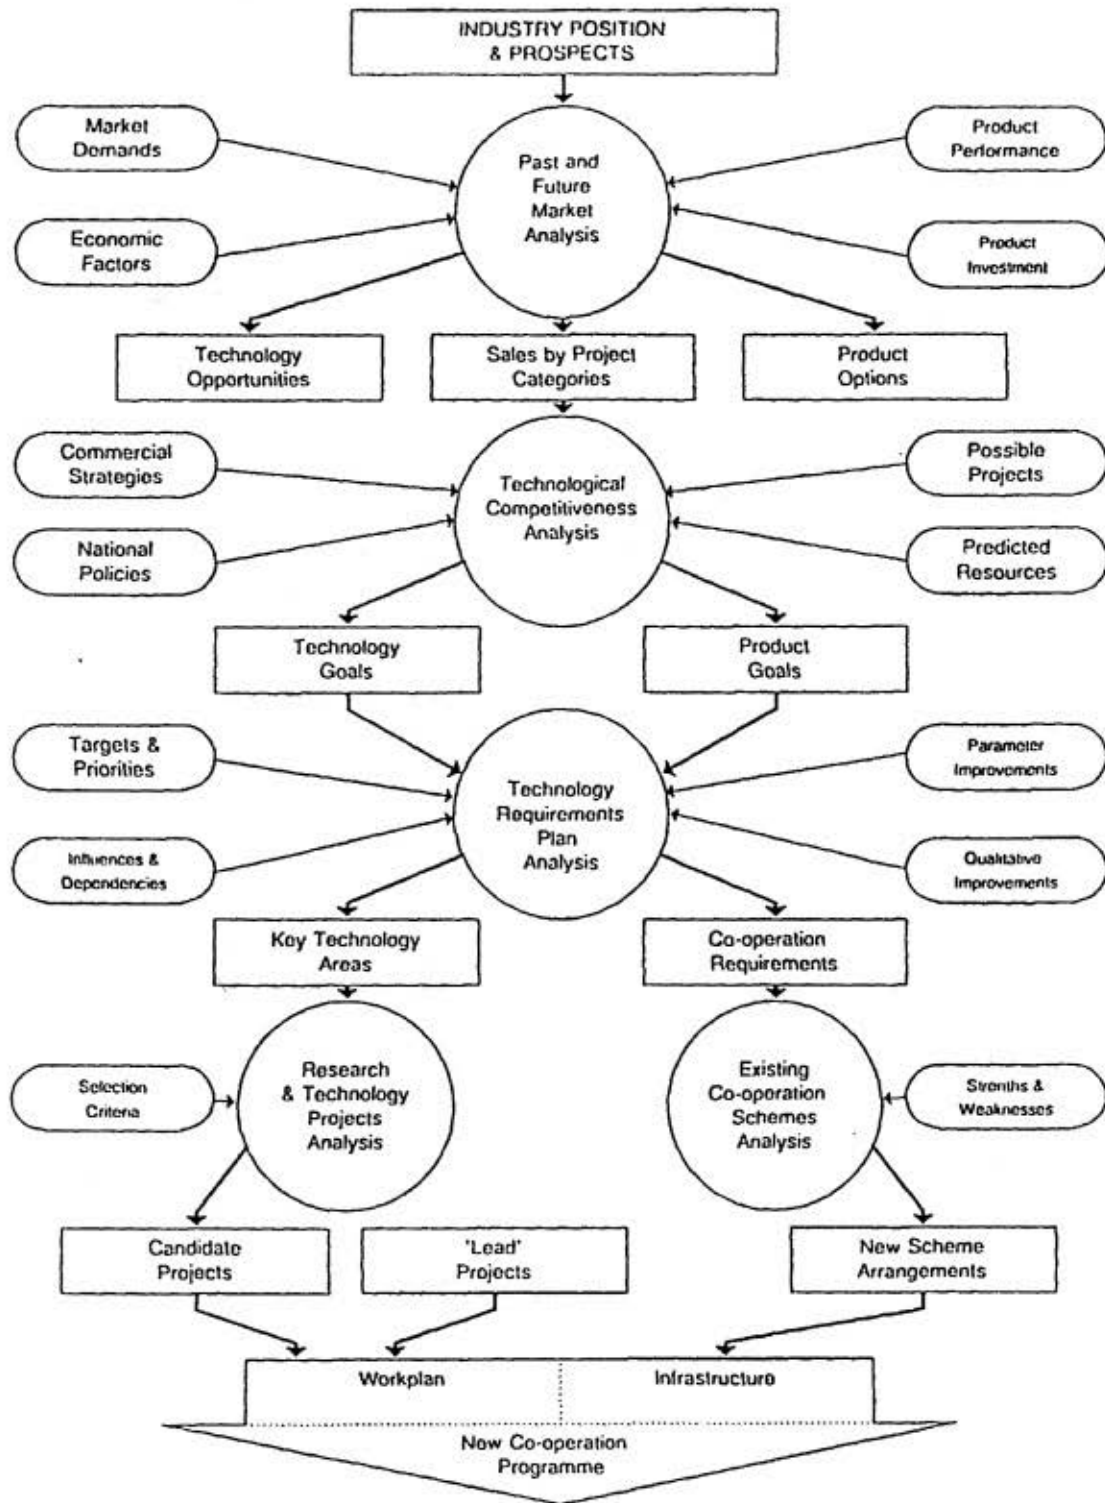 INDUSTRY POSITION
& PROSPECTS
Market
Demands
Past and
Future
Market
Analysis
Product
Performance
Economic
Factors
Product
Investment
Technology
Opportunities
Sales by Project
Categories
Product
Options
Commercial
Strategies
Technological
Competitiveness
Analysis
Possible
Projects
National
Policies
Predicted
Resources
Technology
Goals
Product
Goals
Targets &
Priorities
Technology
Requirements
Plan
Analysis
Parameter
Improvements
Influences &
Dependencies
Qualitative
Improvements
Key Technology
Areas
Co-operation
Requirements
Selection
Criteria
Research
& Technology
Projects
Analysis
Existing
Co-operation
Schemes
Analysis
Strenths &
Weaknesses
Candidate
Projects
'Lead'
Projects
New Scheme
Arrangements
Workplan
Infrastructure
New Co-operation
Programme